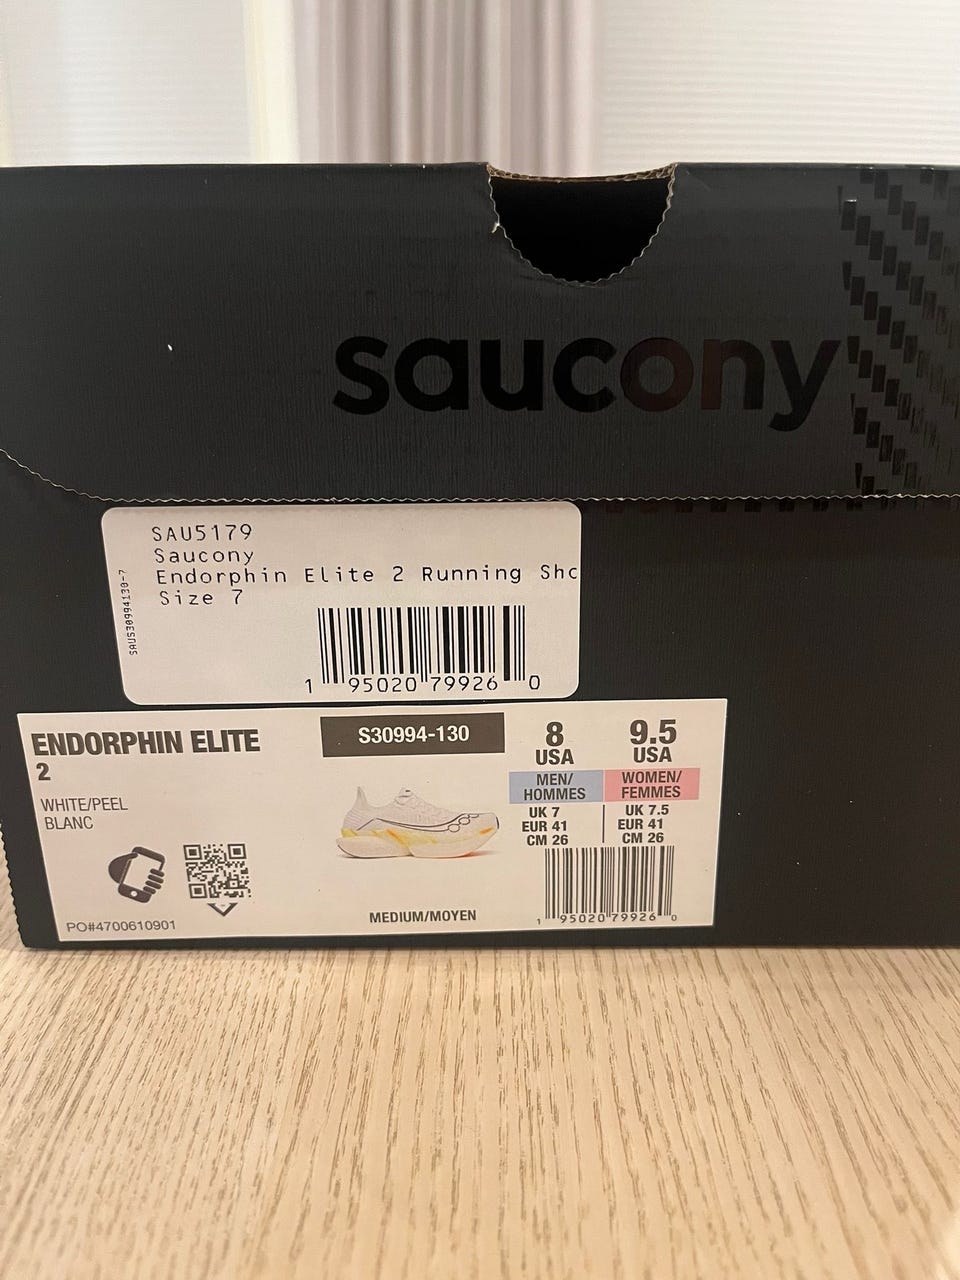 saucony
SAU5179
Saucony
Endorphin Elite 2 Running Sho
Size 7
SAUS30994130-7
1 95020 79926 0
ENDORPHIN ELITE
2
WHITE/PEEL
BLANC
PO#4700610901
S30994-130
MEDIUM/MOYEN
8
USA
MEN/
HOMMES
UK 7
EUR 41
CM 26
9.5
USA
WOMEN/
FEMMES
UK 7.5
EUR 41
CM 26
1 95020 79926 0